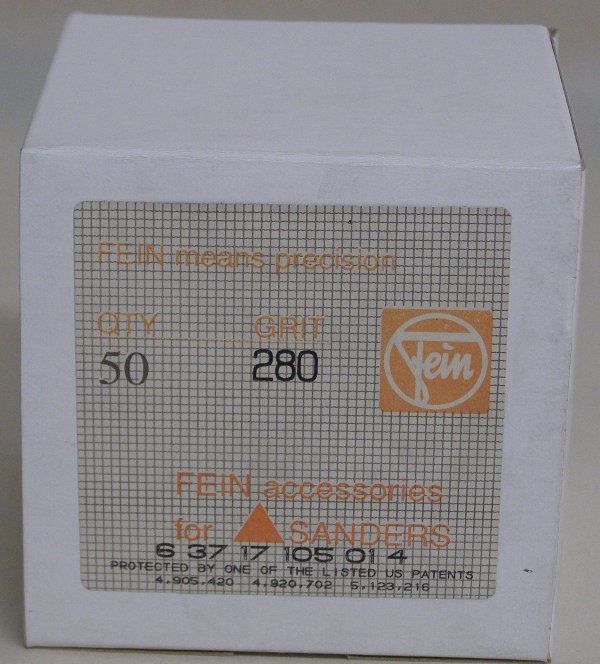 FEIN means precision
QTY GRIT
50 280
Fein
FEIN accessories
for SANDERS
6 37 17 105 01 4
PROTECTED BY ONE OF THE LISTED US PATENTS
4.905.420 4.920.702 5.123.216